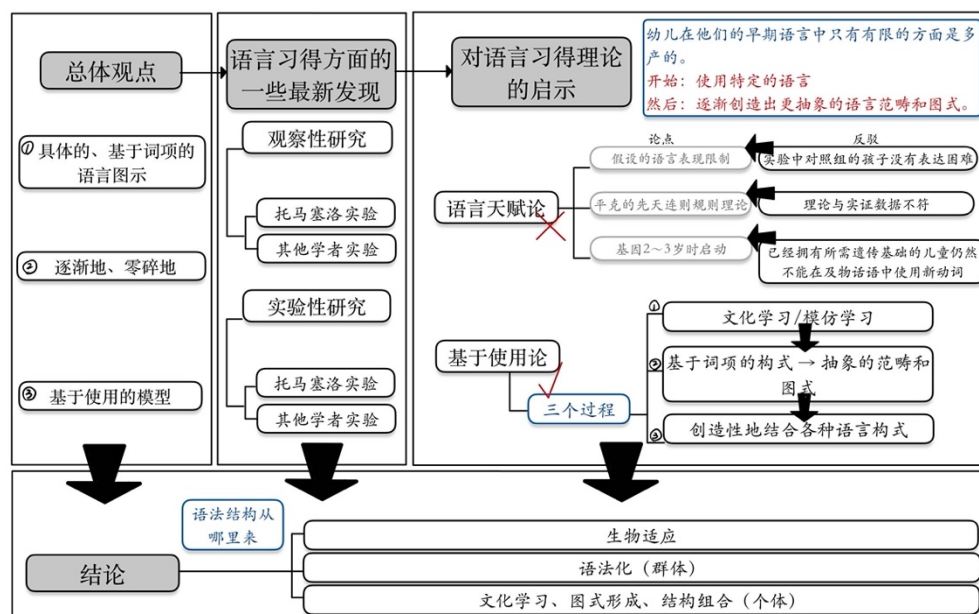 总体观点
①具体的、基于词项的
语言图示
②逐渐地、零碎地
③基于使用的模型
语言习得方面的
一些最新发现
观察性研究
托马塞洛实验
其他学者实验
实验性研究
托马塞洛实验
其他学者实验
对语言习得理论
的启示
幼儿在他们的早期语言中只有有限的方面是多
产的。
开始：使用特定的语言
然后：逐渐创造出更抽象的语言范畴和图式。
论点
反驳
语言天赋论
假设的语言表现限制
实验中对照组的孩子没有表达困难
平克的先天连则规则理论
理论与实证数据不符
基因2～3岁时启动
已经拥有所需遗传基础的儿童仍然
不能在及物话语中使用新动词
基于使用论
三个过程
①
文化学习/模仿学习
②
基于词项的构式 → 抽象的范畴和
图式
③
创造性地结合各种语言构式
结论
语法结构从
哪里来
生物适应
语法化（群体）
文化学习、图式形成、结构组合（个体）